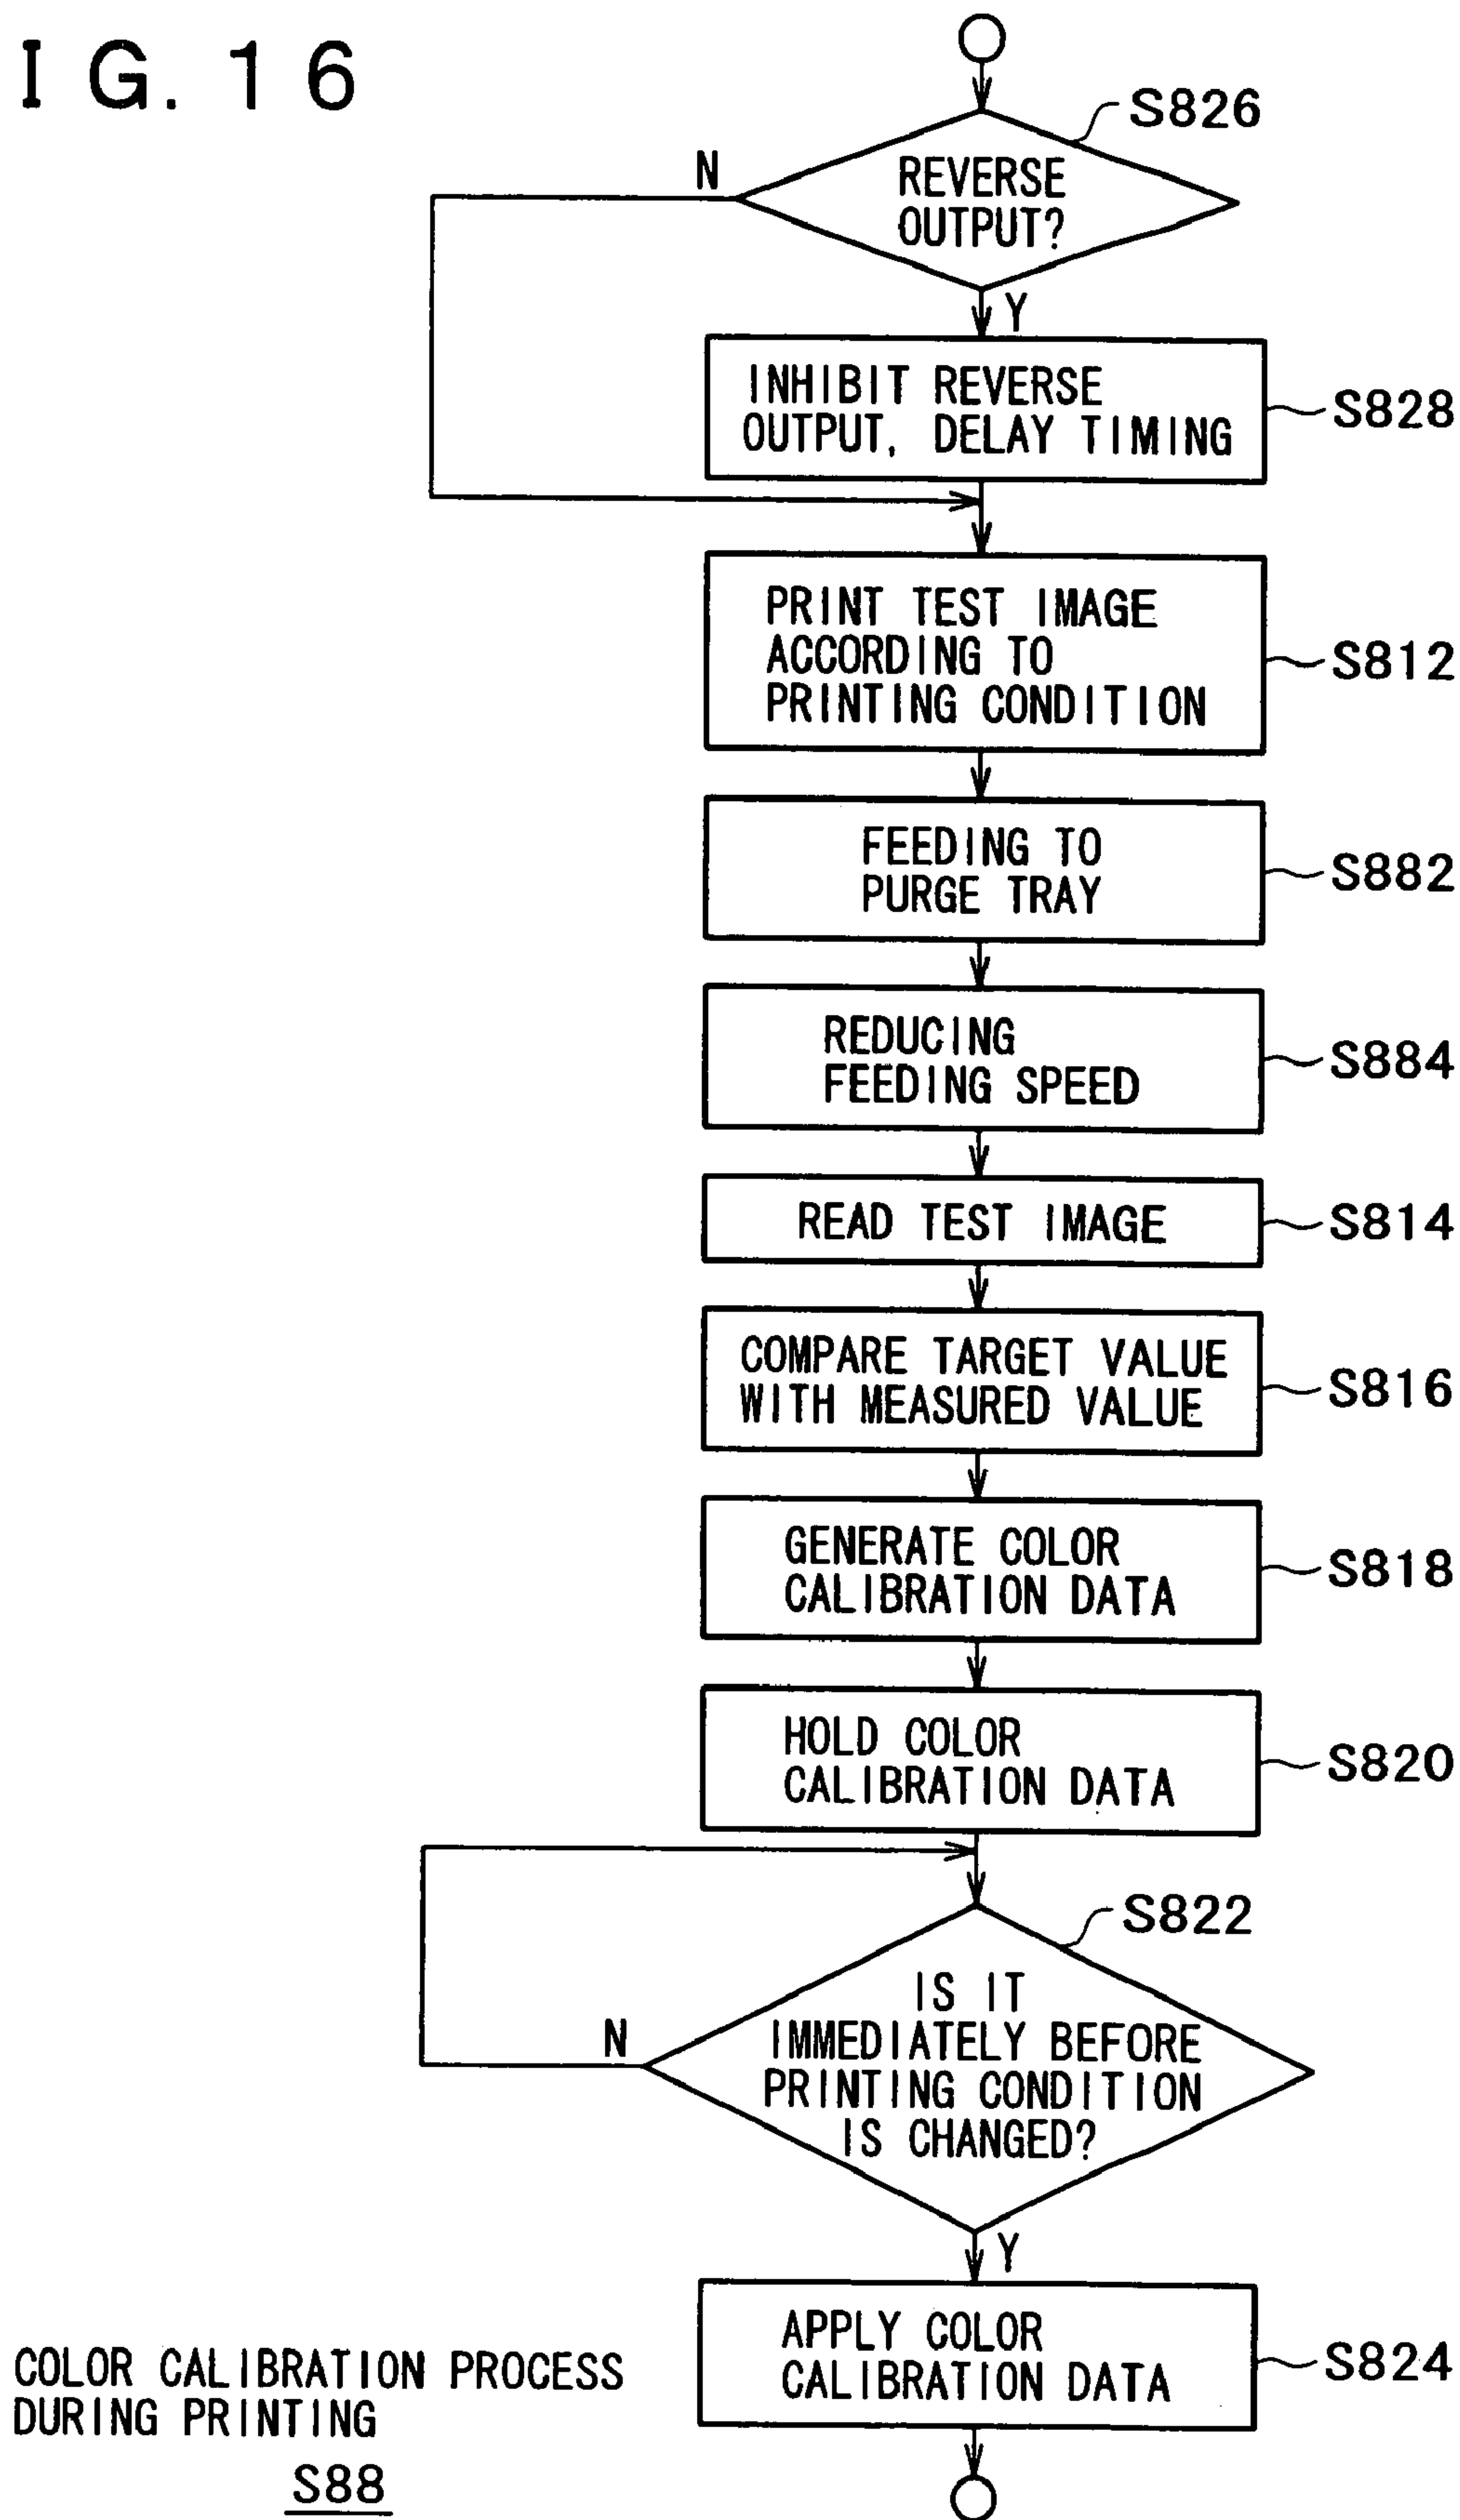 I G. 1 6
S826
N
REVERSE
OUTPUT?
Y
INHIBIT REVERSE
OUTPUT, DELAY TIMING
S828
PRINT TEST IMAGE
ACCORDING TO
PRINTING CONDITION
S812
FEEDING TO
PURGE TRAY
S882
REDUCING
FEEDING SPEED
S884
READ TEST IMAGE
S814
COMPARE TARGET VALUE
WITH MEASURED VALUE
S816
GENERATE COLOR
CALIBRATION DATA
S818
HOLD COLOR
CALIBRATION DATA
S820
S822
N
IS IT
IMMEDIATELY BEFORE
PRINTING CONDITION
IS CHANGED?
Y
APPLY COLOR
CALIBRATION DATA
S824
COLOR CALIBRATION PROCESS
DURING PRINTING
S88